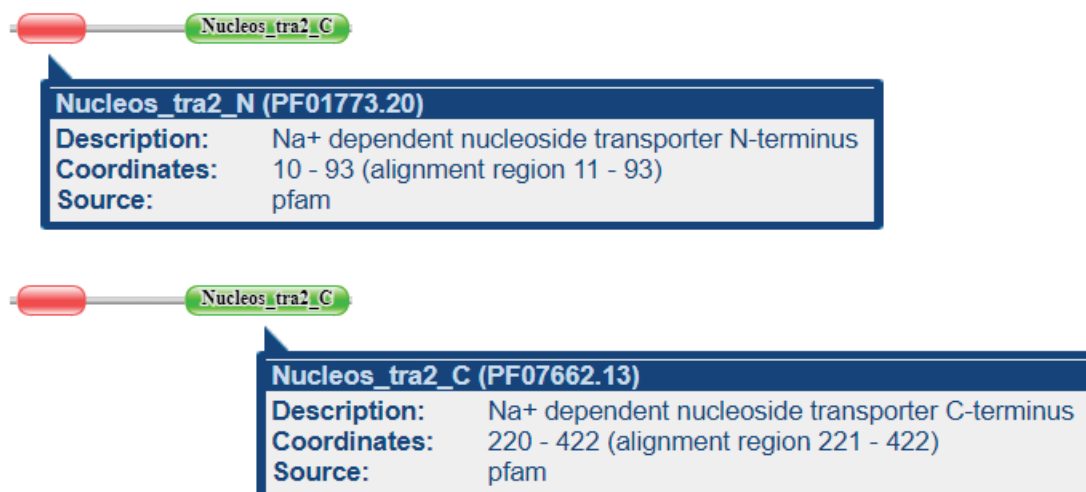 Nucleos_tra2_C
Nucleos_tra2_N (PF01773.20)
Description: Na+ dependent nucleoside transporter N-terminus
Coordinates: 10 - 93 (alignment region 11 - 93)
Source: pfam
Nucleos_tra2_C
Nucleos_tra2_C (PF07662.13)
Description: Na+ dependent nucleoside transporter C-terminus
Coordinates: 220 - 422 (alignment region 221 - 422)
Source: pfam